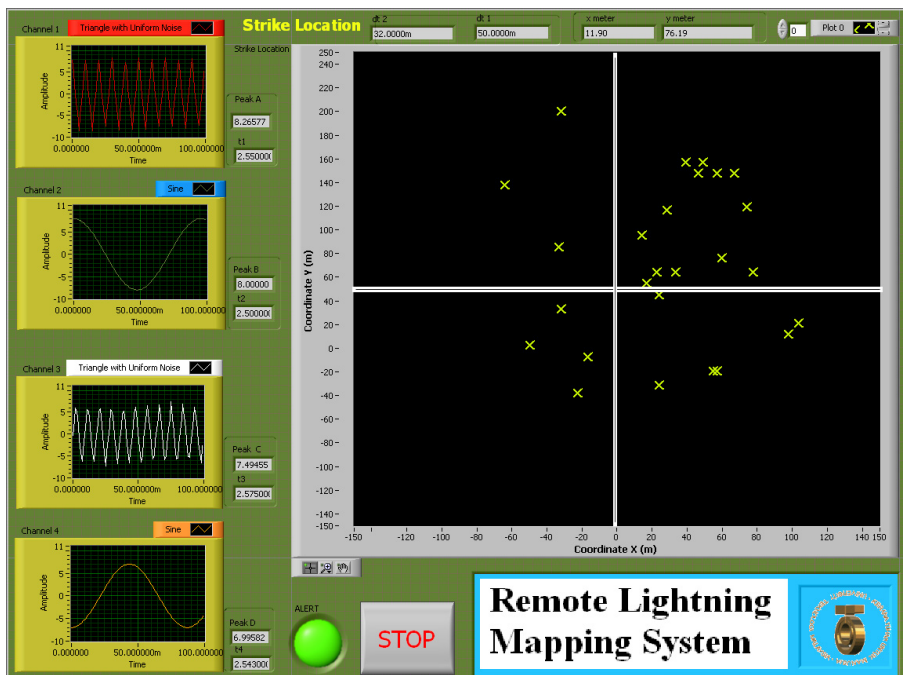 Strike Location
dt 2
32.0000m
dt 1
50.0000m
x meter
11.90
y meter
76.19
0
Plot 0
Strike Location
Channel 1
Triangle with Uniform Noise
Amplitude
11
5
0
-5
-10
0.000000 50.000000m 100.000000
Time
Peak A
8.26577
t1
2.55000
Channel 2
Sine
Amplitude
11
5
0
-5
-10
0.000000 50.000000m 100.000000
Time
Peak B
8.00000
t2
2.50000
Channel 3
Triangle with Uniform Noise
Amplitude
11
5
0
-5
-10
0.000000 50.000000m 100.000000
Time
Peak C
7.49455
t3
2.57500
Channel 4
Sine
Amplitude
11
5
0
-5
-10
0.000000 50.000000m 100.000000
Time
Peak D
6.99582
t4
2.54300
Coordinate Y (m)
250
240
220
200
180
160
140
120
100
80
60
40
20
0
-20
-40
-60
-80
-100
-120
-140
-150
-150 -120 -100 -80 -60 -40 -20 0 20 40 60 80 100 120 140 150
Coordinate X (m)
ALERT
STOP
Remote Lightning
Mapping System